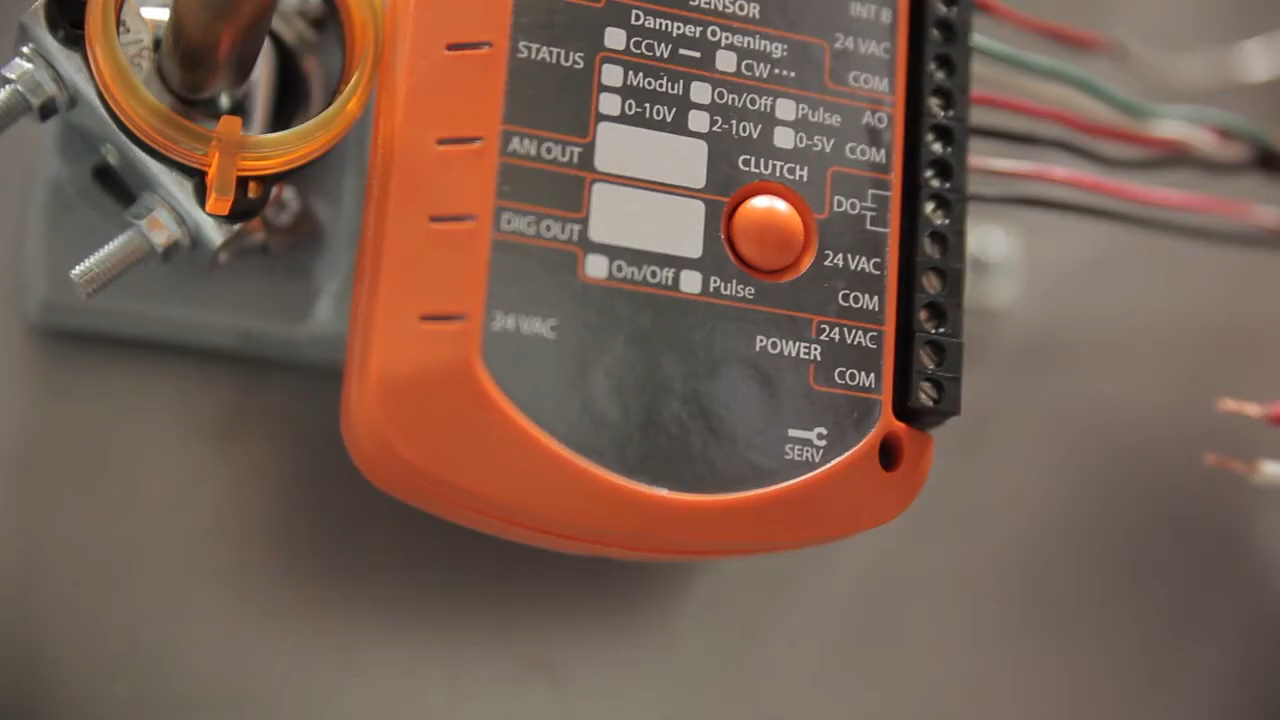 SENSOR
INT B
Damper Opening:
24 VAC
STATUS
CCW CW
COM
Modul On/Off Pulse
AO
0-10V 2-10V 0-5V
COM
AN OUT
CLUTCH
DO
DIG OUT
24 VAC
On/Off Pulse
COM
24 VAC
24 VAC
POWER
COM
SERV